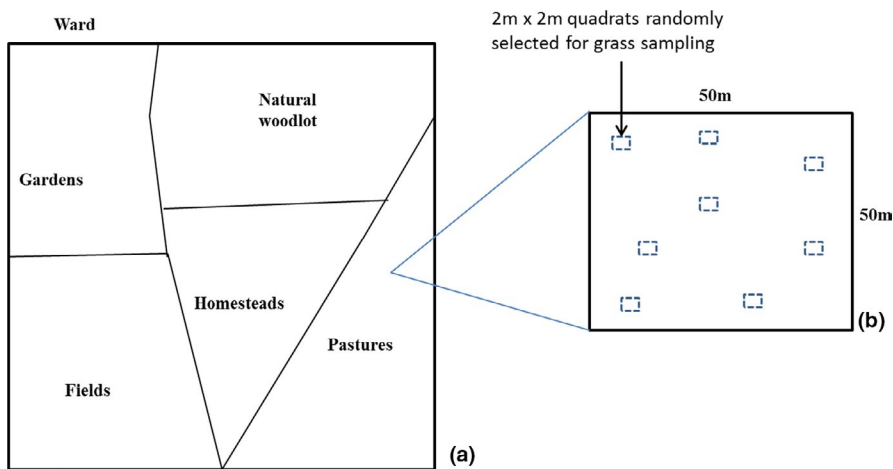 Ward
Gardens
Natural
woodlot
Homesteads
Pastures
Fields
(a)
2m x 2m quadrats randomly
selected for grass sampling
50m
50m
(b)